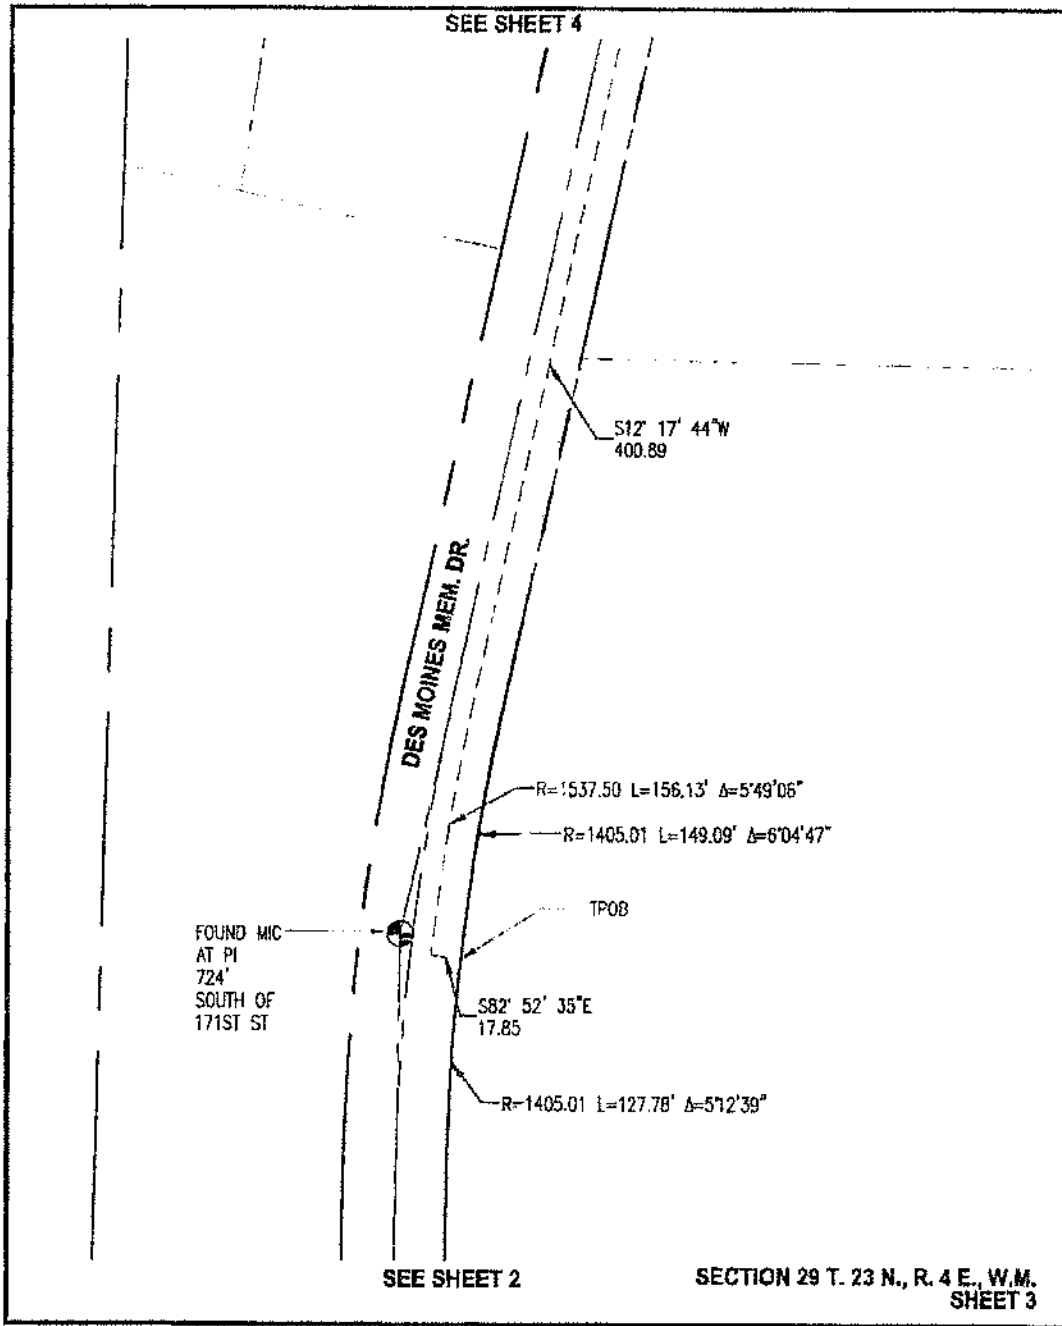 SEE SHEET 4
S12° 17' 44"W
400.89
DES MOINES MEM. DR.
R=1537.50 L=156.13' Δ=5°49'06"
R=1405.01 L=149.09' Δ=6°04'47"
TPOB
FOUND MIC
AT PI
724'
SOUTH OF
171ST ST
S82° 52' 35"E
17.85
R=1405.01 L=127.78' Δ=5°12'39"
SEE SHEET 2
SECTION 29 T. 23 N., R. 4 E., W.M.
SHEET 3